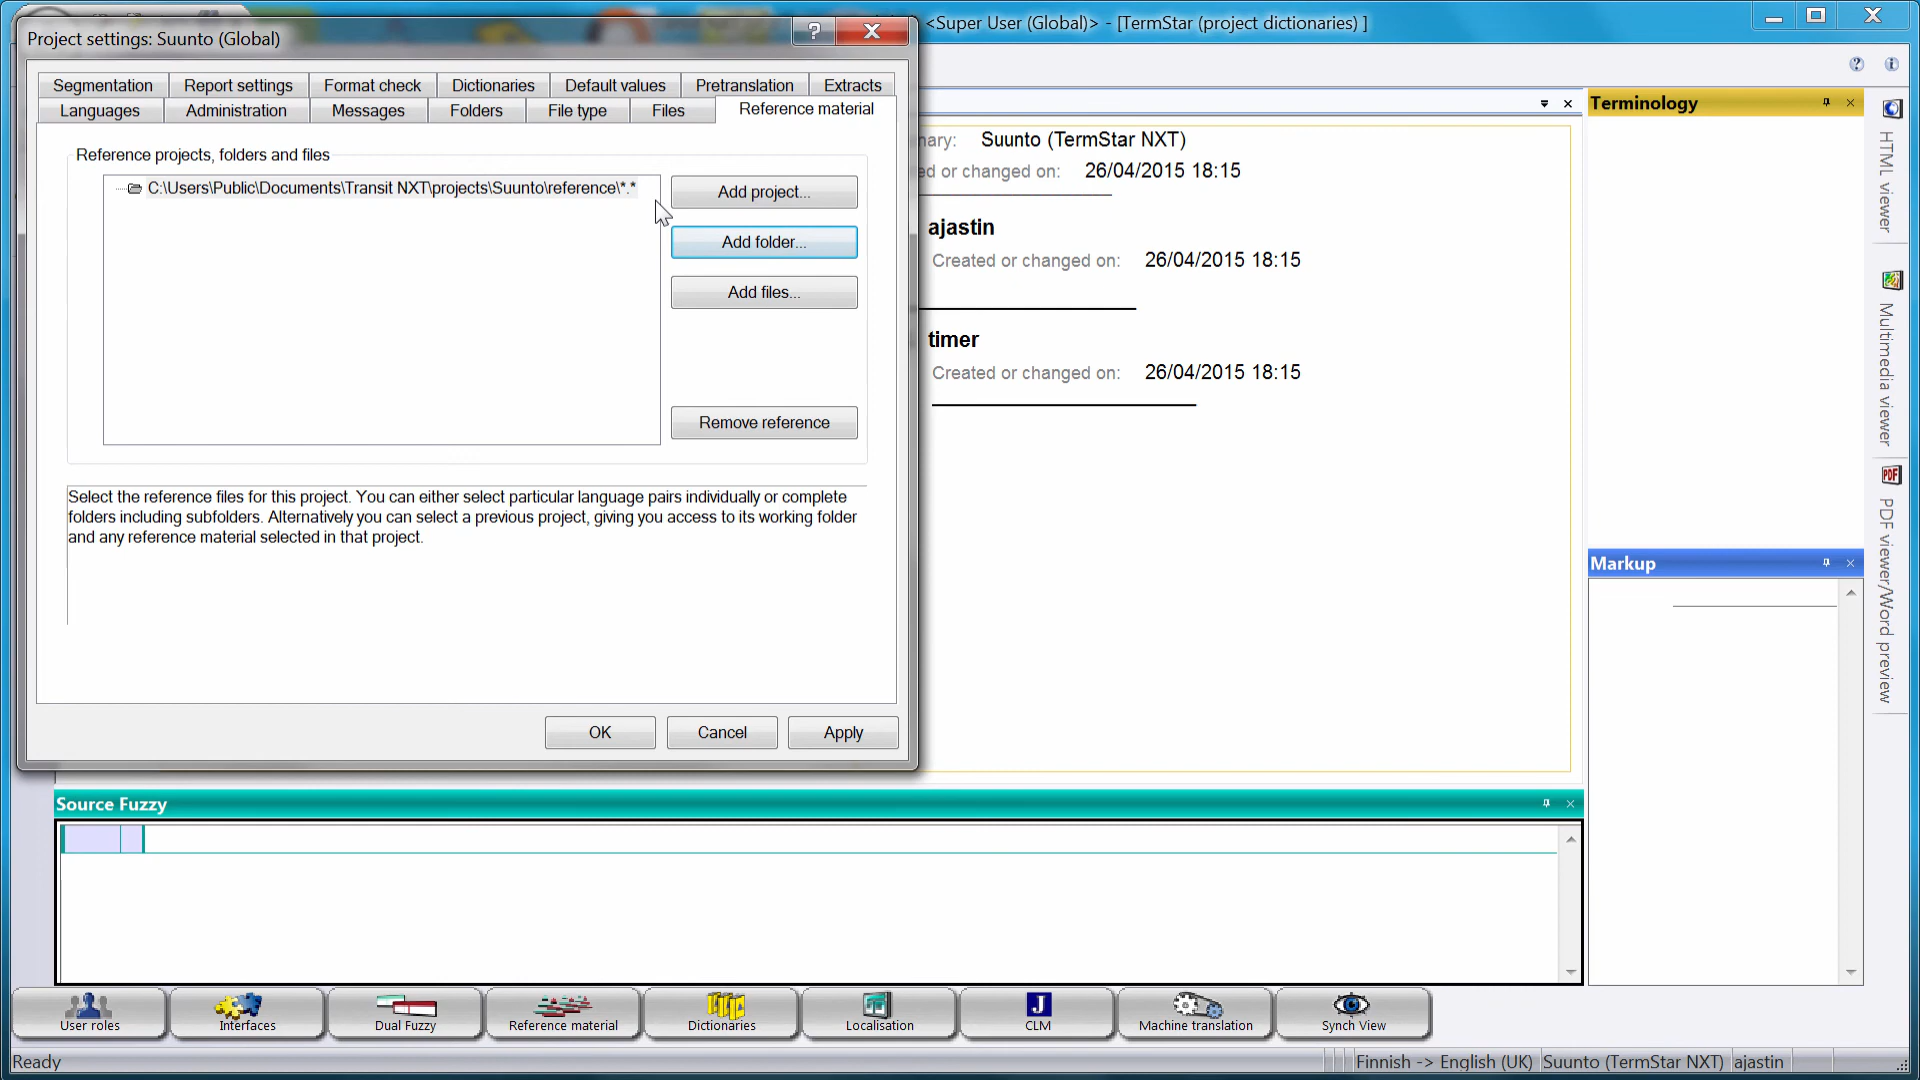 <Super User (Global)> - [TermStar (project dictionaries) ]
Project settings: Suunto (Global)
?
Segmentation Report settings Format check Dictionaries Default values Pretranslation Extracts
Languages Administration Messages Folders File type Files Reference material
Reference projects, folders and files
C:\Users\Public\Documents\Transit NXT\projects\Suunto\reference\*.*
Add project...
Add folder...
Add files...
Remove reference
Select the reference files for this project. You can either select particular language pairs individually or complete
folders including subfolders. Alternatively you can select a previous project, giving you access to its working folder
and any reference material selected in that project.
OK Cancel Apply
Suunto (TermStar NXT)
or changed on: 26/04/2015 18:15
ajastin
Created or changed on: 26/04/2015 18:15
timer
Created or changed on: 26/04/2015 18:15
Terminology
Markup
HTML viewer
Multimedia viewer
PDF
PDF viewer/Word preview
Source Fuzzy
User roles
Interfaces
Dual Fuzzy
Reference material
Dictionaries
Localisation
J
CLM
Machine translation
Synch View
Ready
Finnish -> English (UK) Suunto (TermStar NXT) ajastin